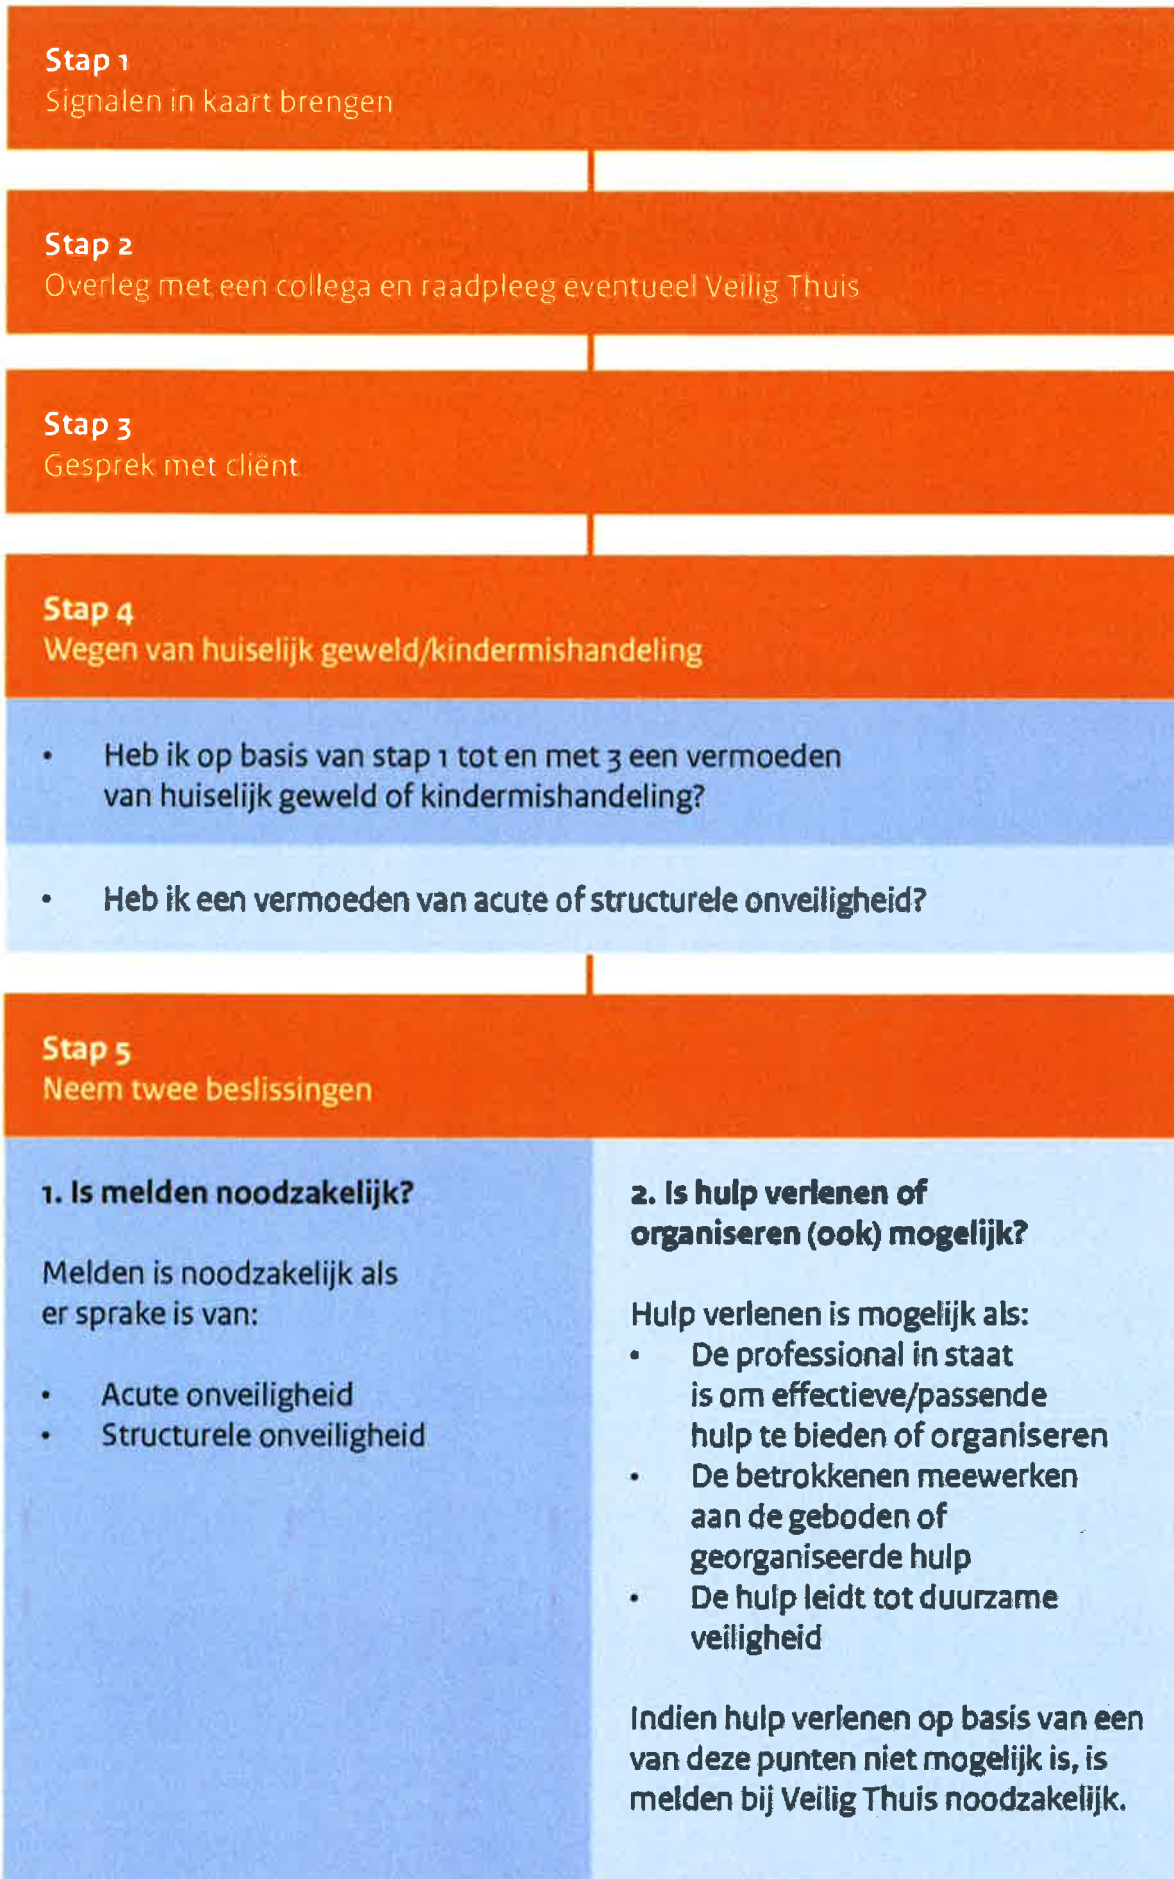 Stap 1
Signalen in kaart brengen
Stap 2
Overleg met een collega en raadpleeg eventueel Veilig Thuis
Stap 3
Gesprek met cliënt
Stap 4
Wegen van huiselijk geweld/kindermishandeling
• Heb ik op basis van stap 1 tot en met 3 een vermoeden
van huiselijk geweld of kindermishandeling?
• Heb ik een vermoeden van acute of structurele onveiligheid?
Stap 5
Neem twee beslissingen
1. Is melden noodzakelijk?
Melden is noodzakelijk als
er sprake is van:
• Acute onveiligheid
• Structurele onveiligheid
2. Is hulp verlenen of
organiseren (ook) mogelijk?
Hulp verlenen is mogelijk als:
• De professional in staat
is om effectieve/passende
hulp te bieden of organiseren
• De betrokkenen meewerken
aan de geboden of
georganiseerde hulp
• De hulp leidt tot duurzame
veiligheid
Indien hulp verlenen op basis van een
van deze punten niet mogelijk is, is
melden bij Veilig Thuis noodzakelijk.